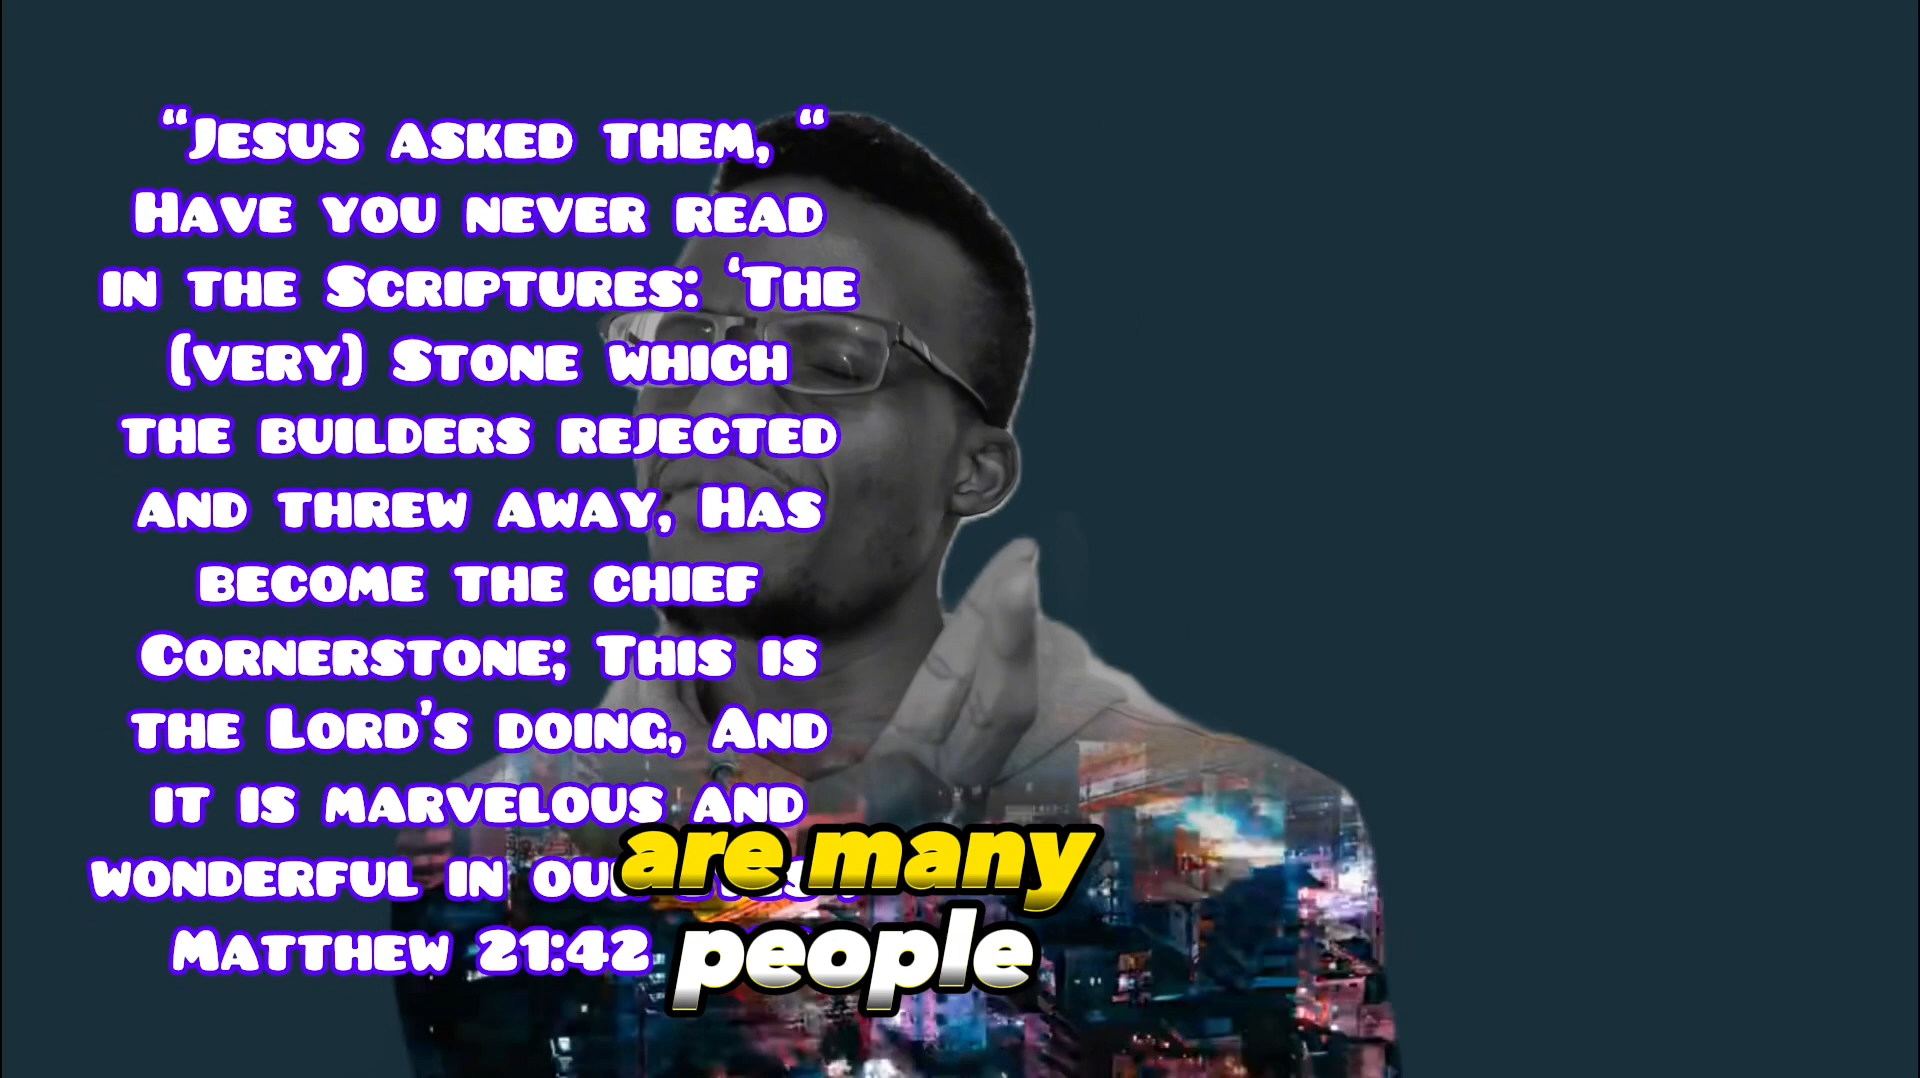 “Jesus asked them, “
Have you never read
in the Scriptures: ‘The
(very) Stone which
the builders rejected
and threw away, Has
become the chief
Cornerstone; This is
the Lord’s doing, And
it is marvelous and
wonderful in our
Matthew 21:42
are many
people